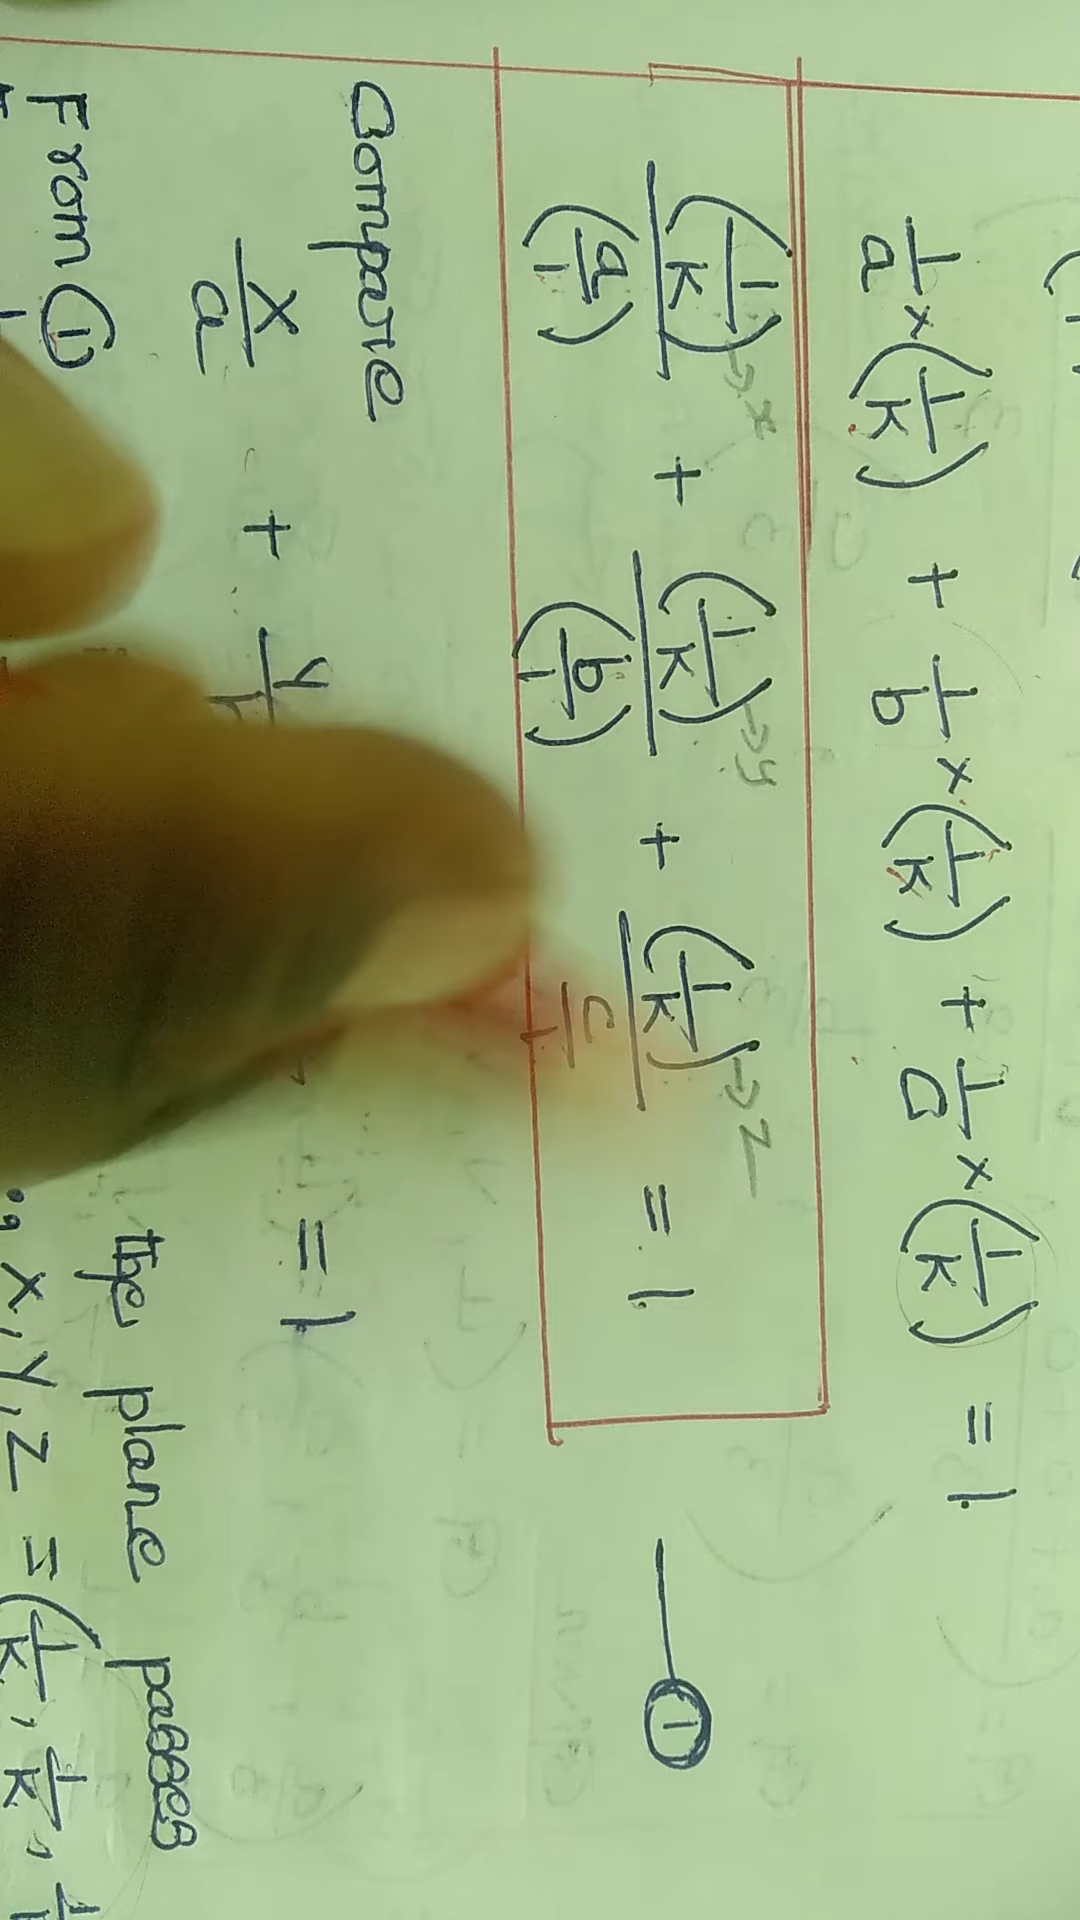 1/a × (1/K) + 1/b × (1/K) + 1/c × (1/K) = 1.
(1/K)→x / (a/1) + (1/K)→y / (b/1) + (1/K)→z / c/1 = 1. — ①
Compare
x/a + y = 1.
From ① the plane passes
x, y, z = (1/K, 1/K,